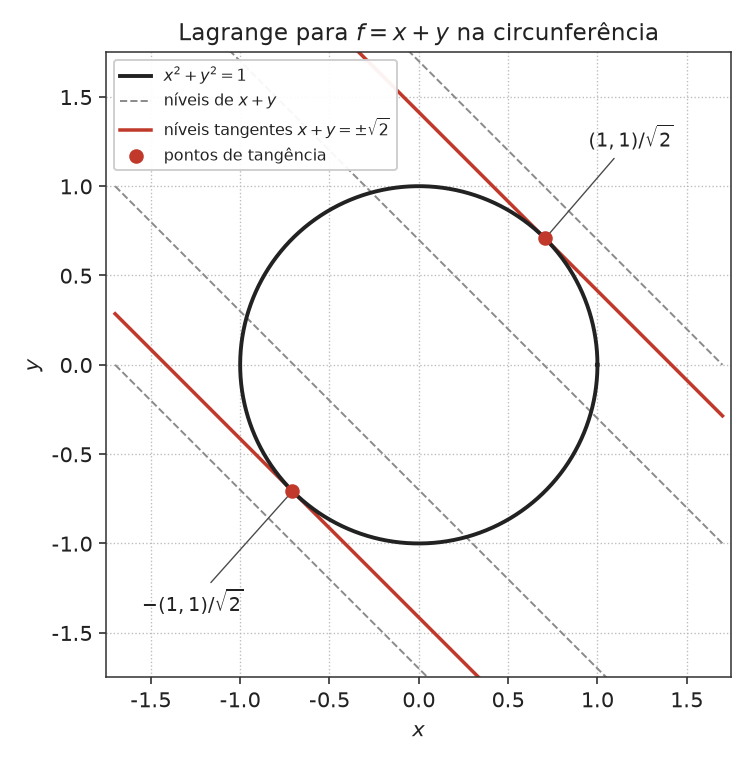 Lagrange para f = x + y na circunferência
x² + y² = 1
níveis de x + y
níveis tangentes x + y = ±√2
pontos de tangência
(1, 1)/√2
−(1, 1)/√2
y
1.5
1.0
0.5
0.0
-0.5
-1.0
-1.5
-1.5 -1.0 -0.5 0.0 0.5 1.0 1.5
x